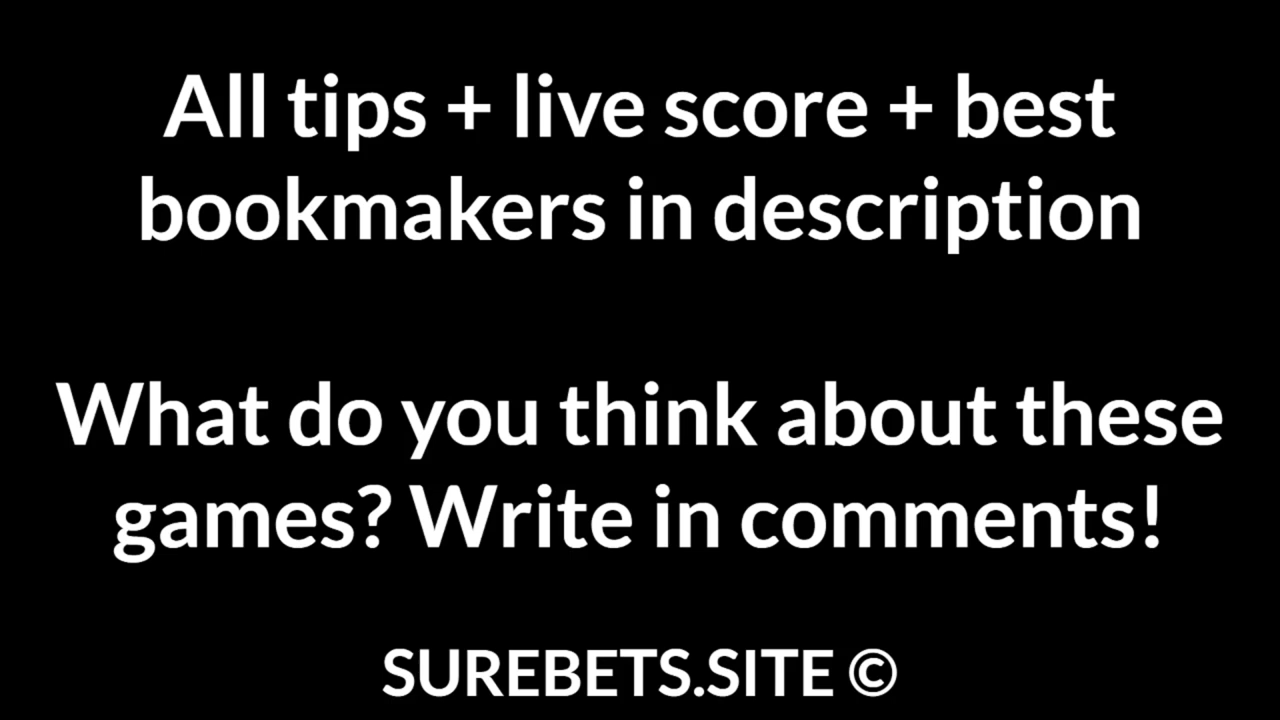 All tips + live score + best
bookmakers in description
What do you think about these
games? Write in comments!
SUREBETS.SITE ©